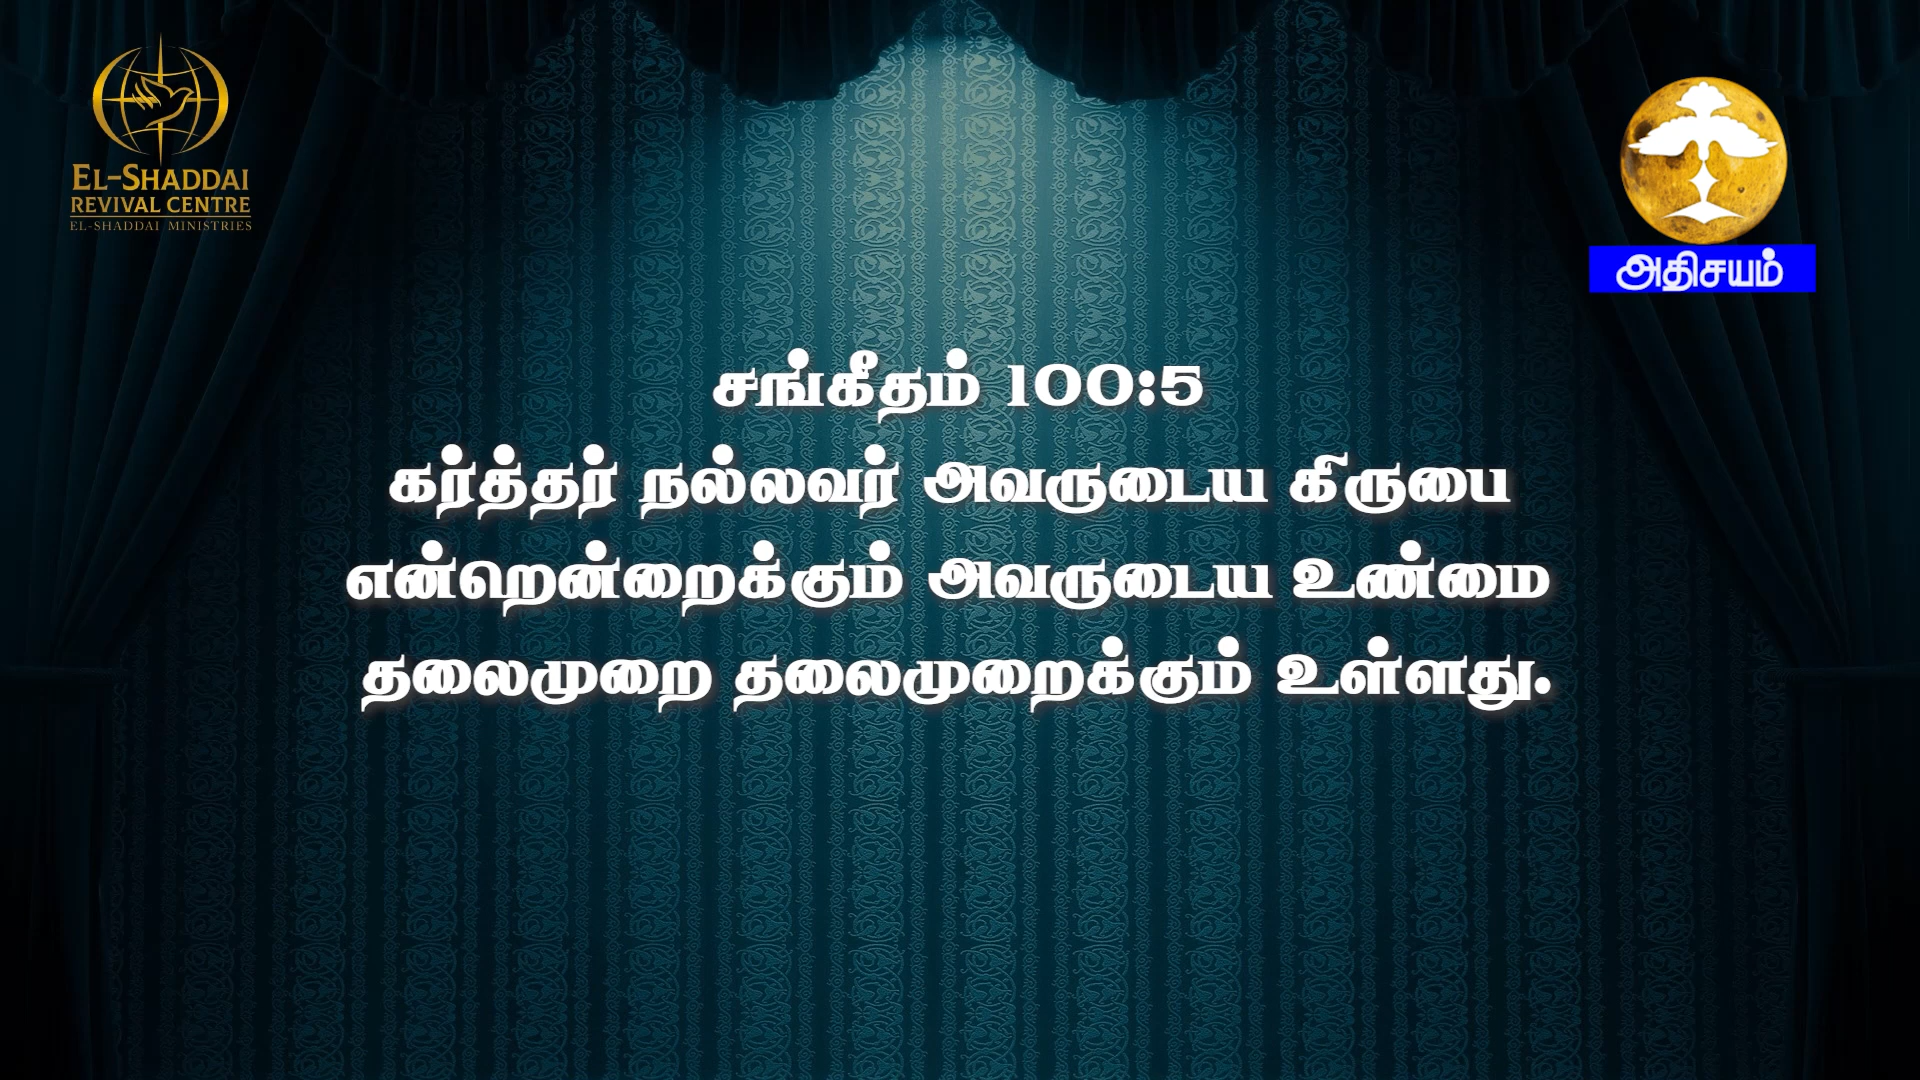 EL-SHADDAI
REVIVAL CENTRE
EL-SHADDAI MINISTRIES
அதிசயம்
சங்கீதம் 100:5
கர்த்தர் நல்லவர் அவருடைய கிருபை
என்றென்றைக்கும் அவருடைய உண்மை
தலைமுறை தலைமுறைக்கும் உள்ளது.